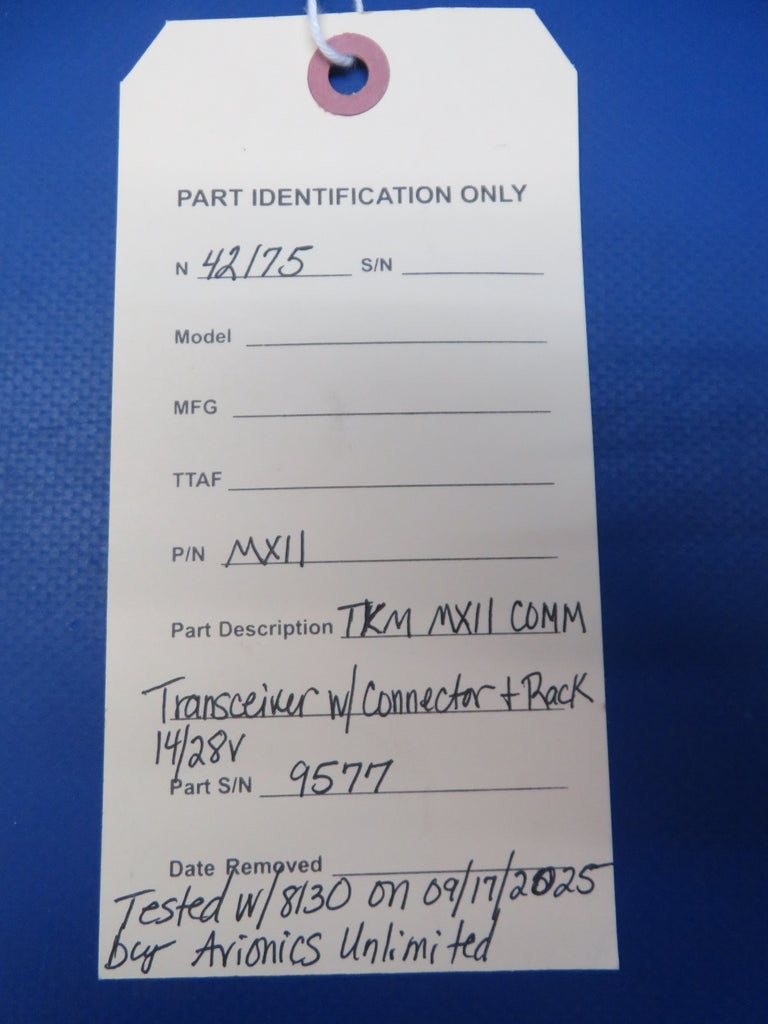 PART IDENTIFICATION ONLY
N 42175 S/N
Model
MFG
TTAF
P/N MX11
Part Description TKM MX11 COMM
Transceiver w/ Connector + Rack
14/28V
Part S/N 9577
Date Removed
Tested w/8130 on 09/17/2025
by Avionics Unlimited